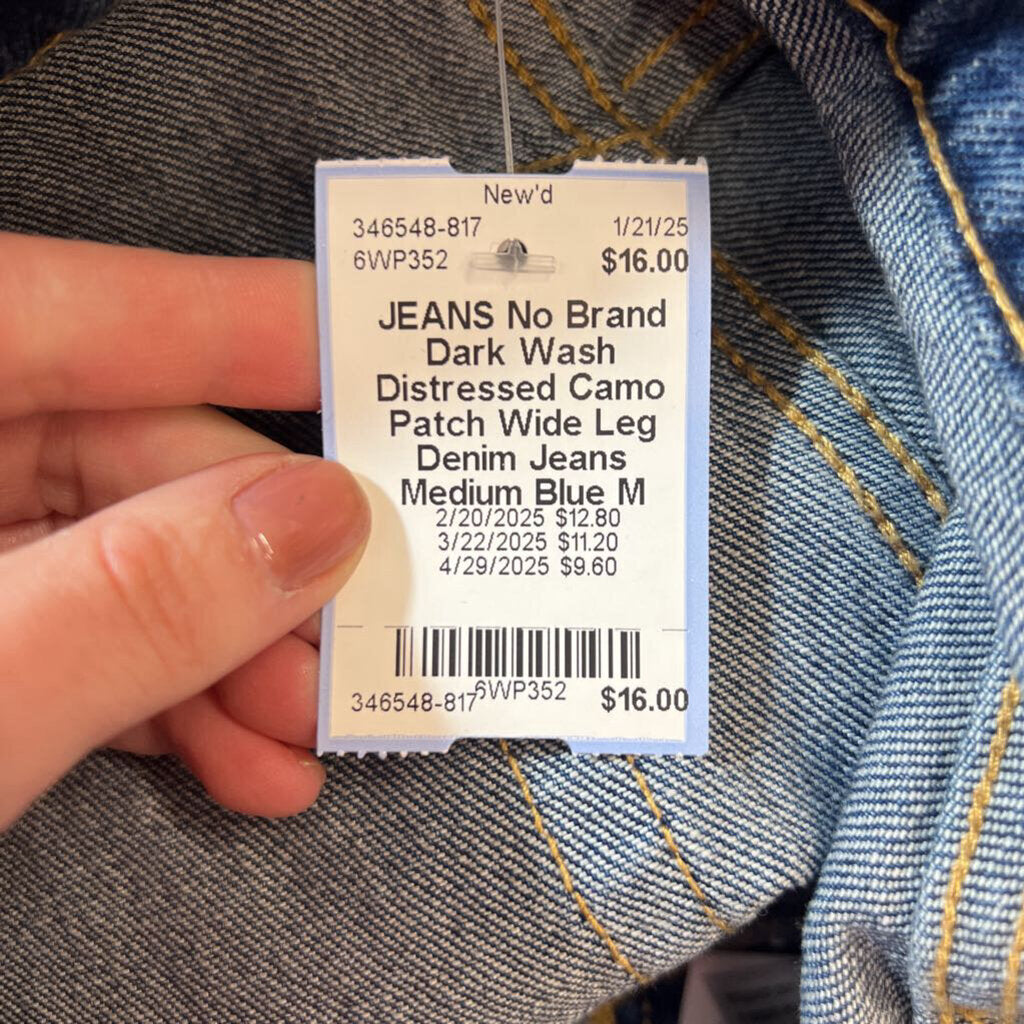 New'd
346548-817 1/21/25
6WP352 $16.00
JEANS No Brand
Dark Wash
Distressed Camo
Patch Wide Leg
Denim Jeans
Medium Blue M
2/20/2025 $12.80
3/22/2025 $11.20
4/29/2025 $9.60
346548-817 6WP352 $16.00